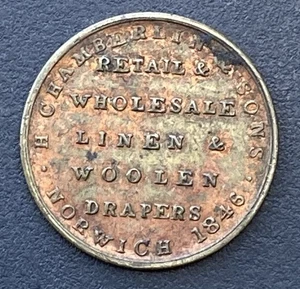 H CHAMBERLIN & SONS
RETAIL &
WHOLESALE
LINEN &
WOOLEN
DRAPERS
NORWICH 1846